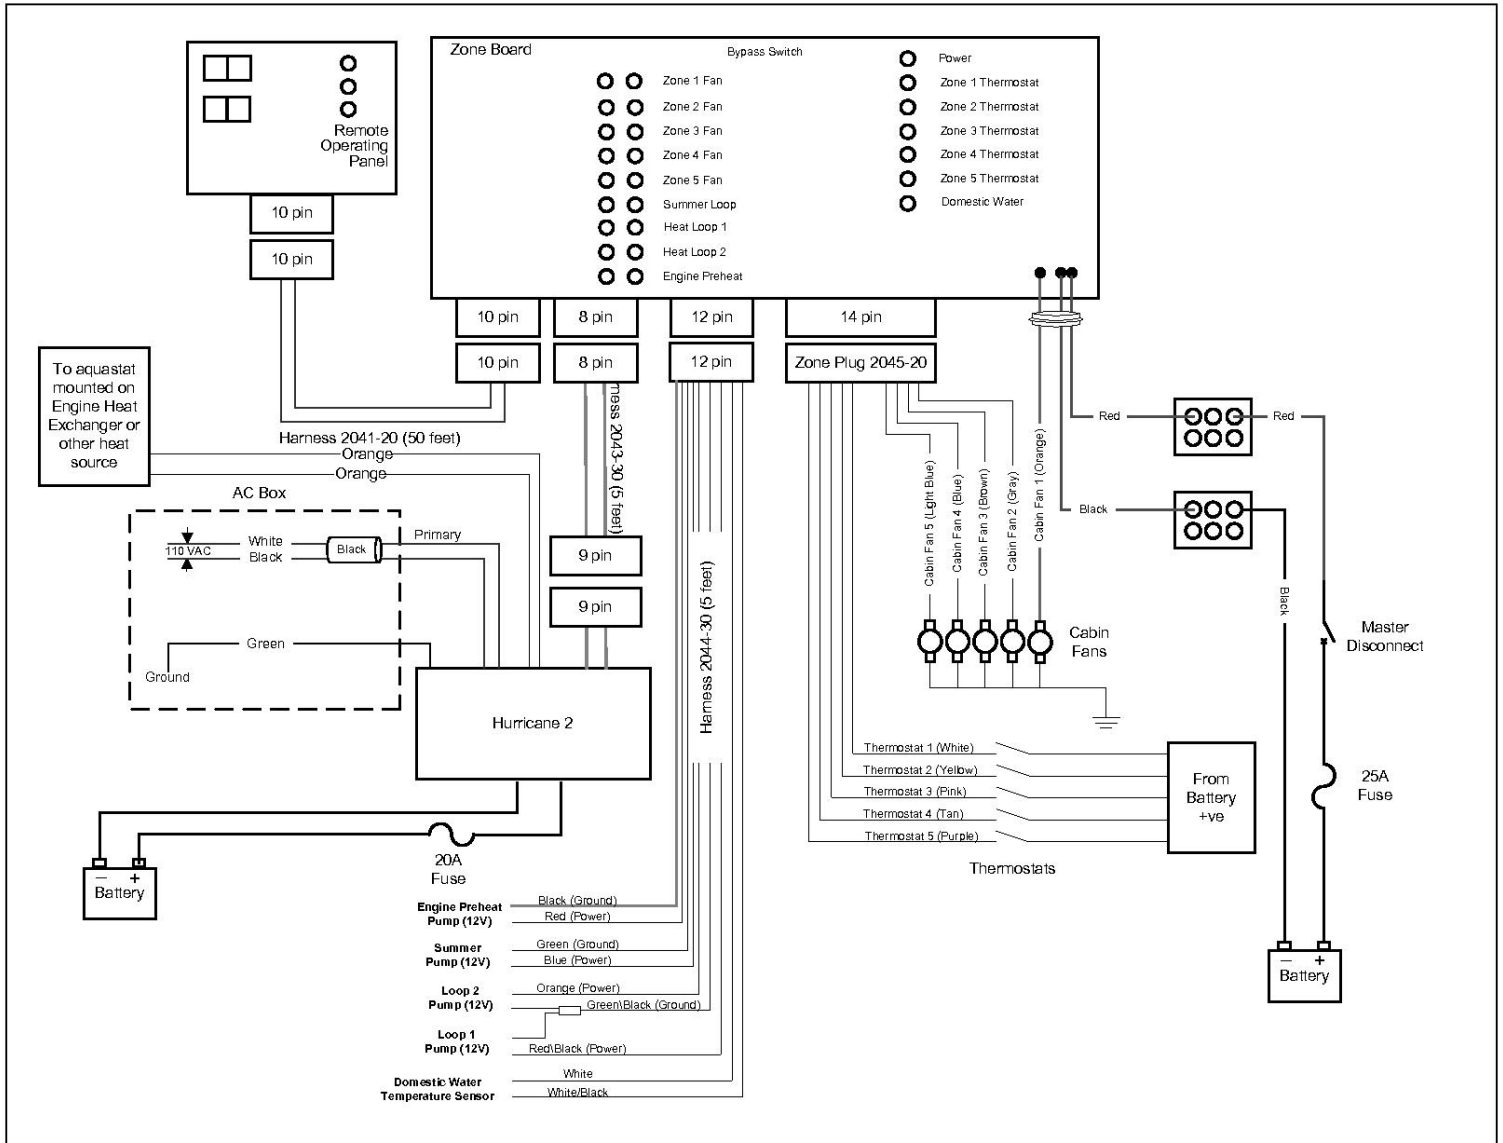 Zone Board
Bypass Switch
Zone 1 Fan
Zone 2 Fan
Zone 3 Fan
Zone 4 Fan
Zone 5 Fan
Summer Loop
Heat Loop 1
Heat Loop 2
Engine Preheat
Power
Zone 1 Thermostat
Zone 2 Thermostat
Zone 3 Thermostat
Zone 4 Thermostat
Zone 5 Thermostat
Domestic Water
Remote
Operating
Panel
10 pin
10 pin
10 pin
8 pin
12 pin
14 pin
10 pin
8 pin
12 pin
Zone Plug 2045-20
To aquastat
mounted on
Engine Heat
Exchanger or
other heat
source
Harness 2041-20 (50 feet)
Orange
Orange
2043-30 (5 feet)
AC Box
110 VAC
White
Black
Black
Primary
Green
Ground
9 pin
9 pin
Hurricane 2
Harness 2044-30 (5 feet)
Cabin Fan 5 (Light Blue)
Cabin Fan 4 (Blue)
Cabin Fan 3 (Brown)
Cabin Fan 2 (Gray)
Cabin Fan 1 (Orange)
Cabin
Fans
Red
Red
Black
Black
Master
Disconnect
25A
Fuse
Thermostat 1 (White)
Thermostat 2 (Yellow)
Thermostat 3 (Pink)
Thermostat 4 (Tan)
Thermostat 5 (Purple)
Thermostats
From
Battery
+ve
20A
Fuse
– +
Battery
– +
Battery
Engine Preheat
Pump (12V)
Black (Ground)
Red (Power)
Summer
Pump (12V)
Green (Ground)
Blue (Power)
Loop 2
Pump (12V)
Orange (Power)
Green\Black (Ground)
Loop 1
Pump (12V)
Red\Black (Power)
Domestic Water
Temperature Sensor
White
White/Black